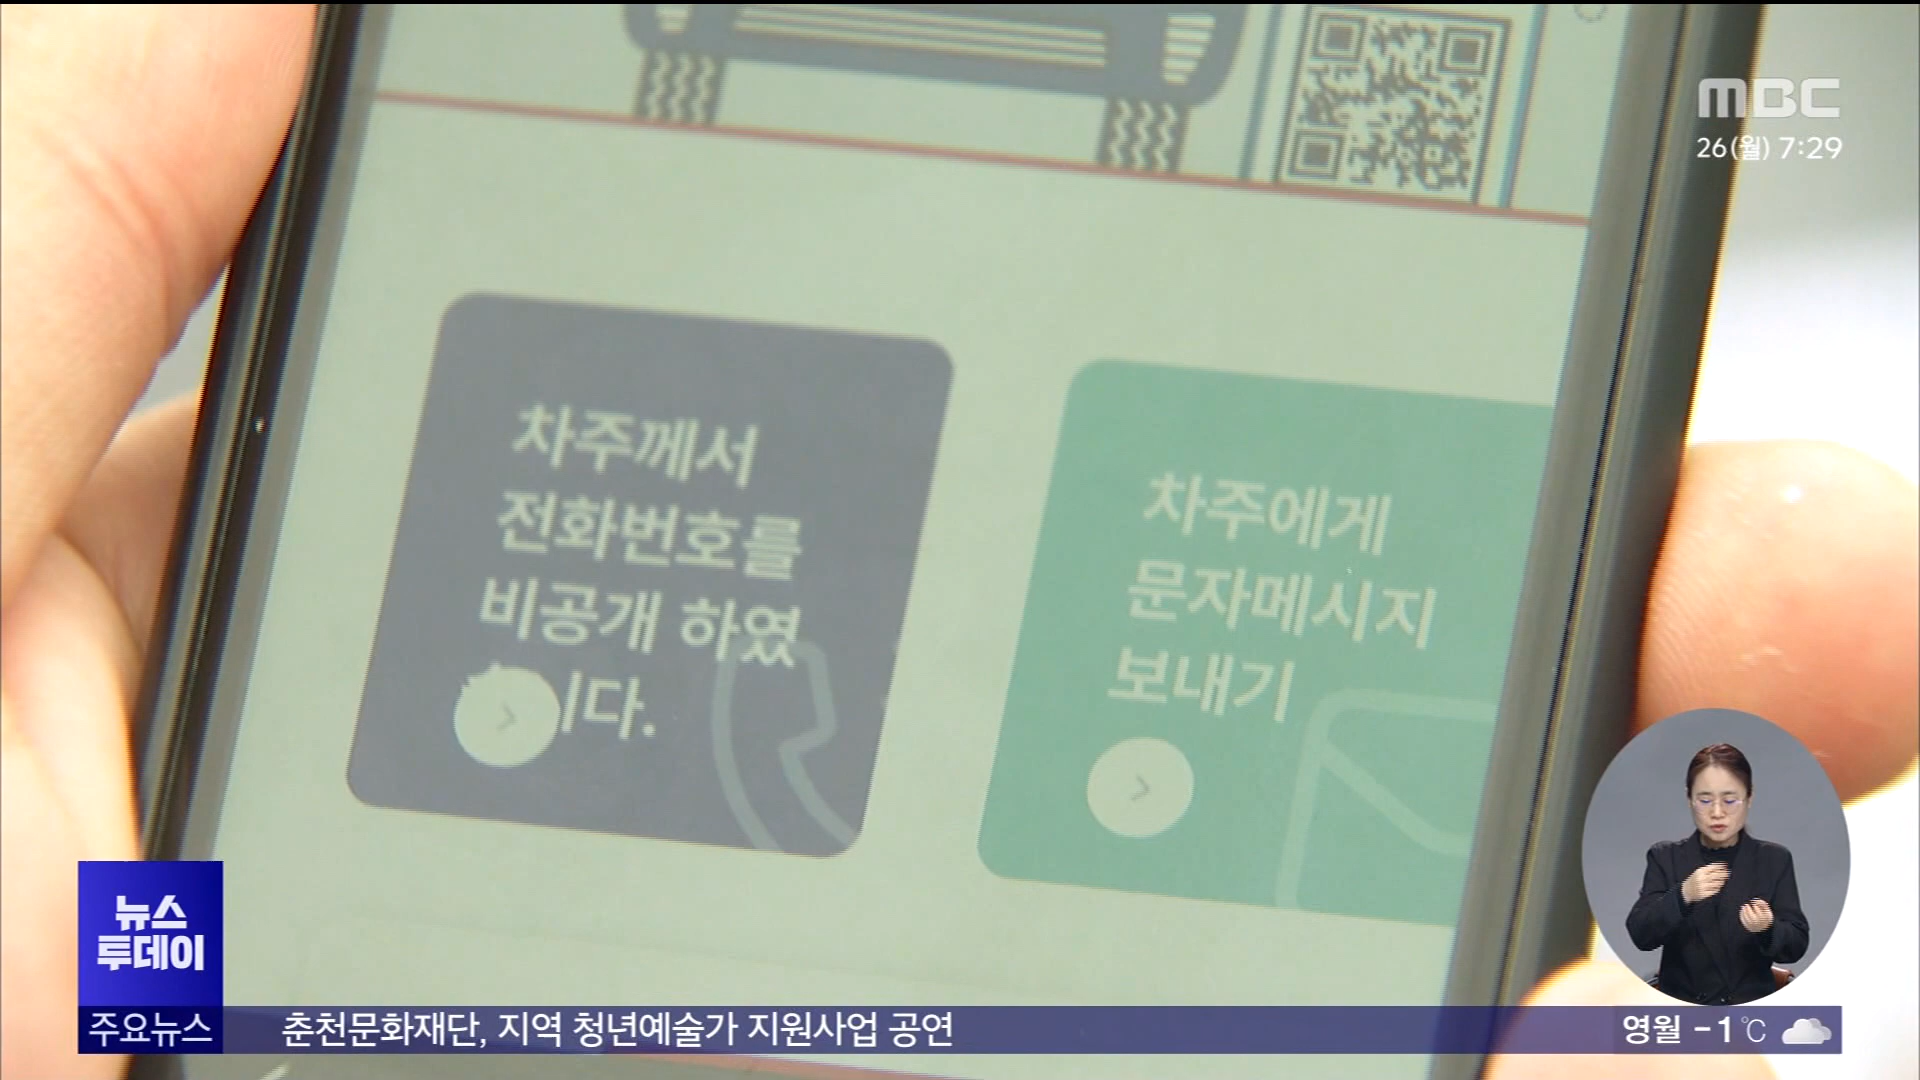 MBC
26(월) 7:29
차주께서
전화번호를
비공개 하였
니다.
차주에게
문자메시지
보내기
뉴스
투데이
주요뉴스
춘천문화재단, 지역 청년예술가 지원사업 공연
영월 -1℃